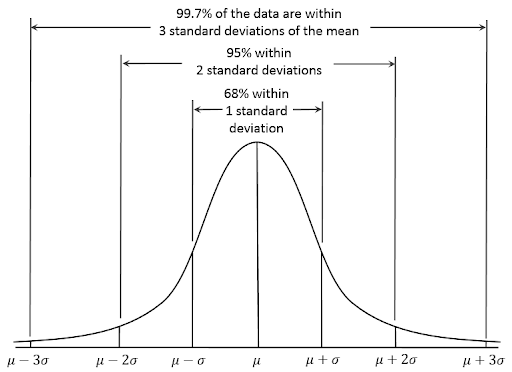 99.7% of the data are within
3 standard deviations of the mean
95% within
2 standard deviations
68% within
1 standard
deviation
μ − 3σ μ − 2σ μ − σ μ μ + σ μ + 2σ μ + 3σ